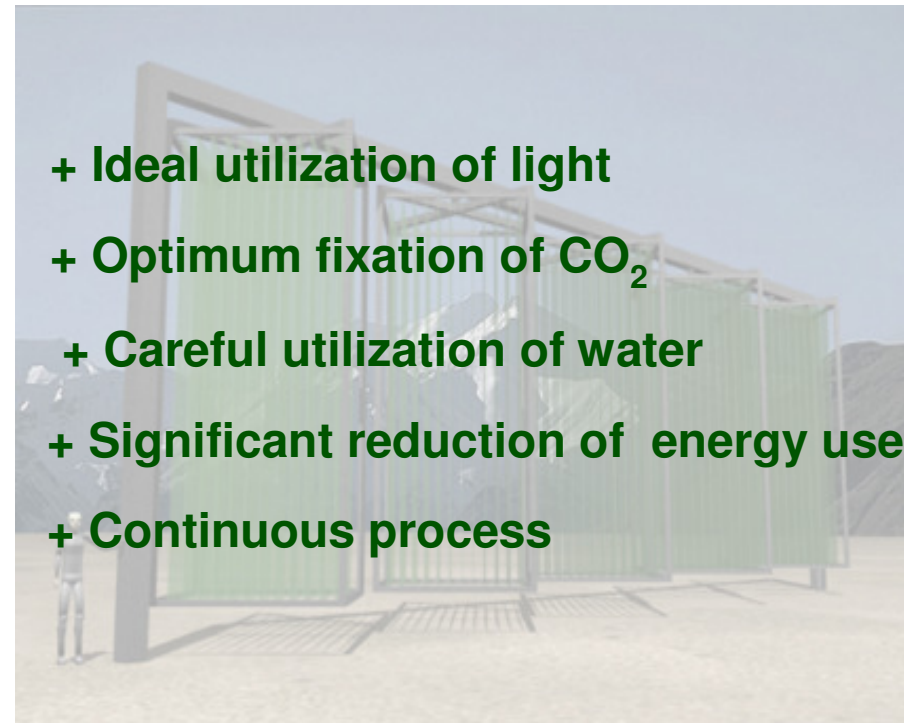 + Ideal utilization of light
+ Optimum fixation of CO₂
+ Careful utilization of water
+ Significant reduction of  energy use
+ Continuous process